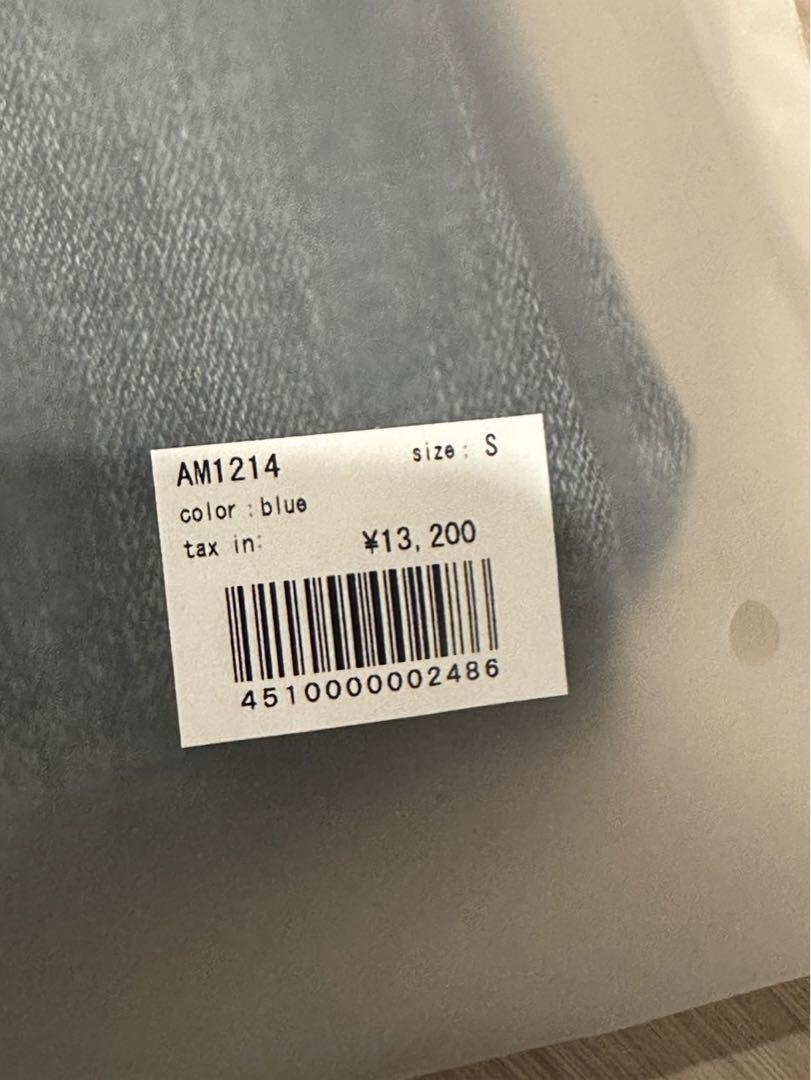 AM1214 size: S
color :blue
tax in: ¥13,200
4510000002486